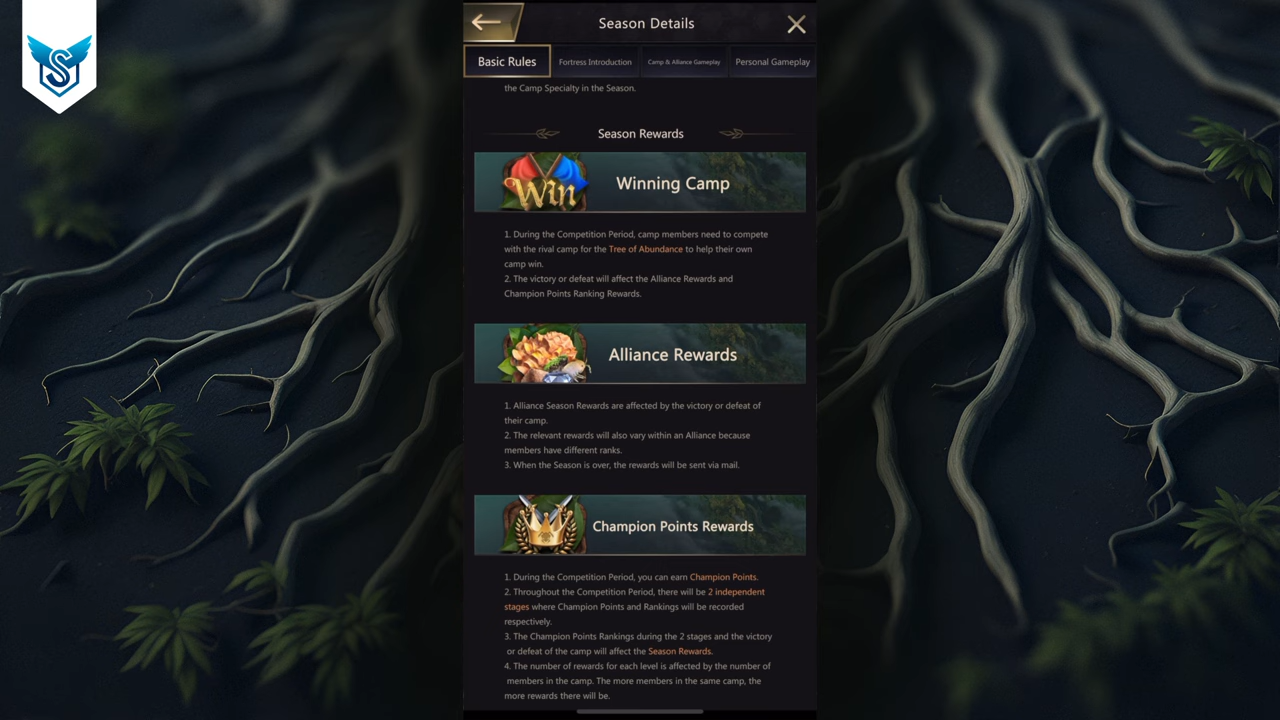 Season Details
Basic Rules
Fortress Introduction
Camp & Alliance Gameplay
Personal Gameplay
the Camp Specialty in the Season.
Season Rewards
Win
Winning Camp
1. During the Competition Period, camp members need to compete
with the rival camp for the Tree of Abundance to help their own
camp win.
2. The victory or defeat will affect the Alliance Rewards and
Champion Points Ranking Rewards.
Alliance Rewards
1. Alliance Season Rewards are affected by the victory or defeat of
their camp.
2. The relevant rewards will also vary within an Alliance because
members have different ranks.
3. When the Season is over, the rewards will be sent via mail.
Champion Points Rewards
1. During the Competition Period, you can earn Champion Points.
2. Throughout the Competition Period, there will be 2 independent
stages where Champion Points and Rankings will be recorded
respectively.
3. The Champion Points Rankings during the 2 stages and the victory
or defeat of the camp will affect the Season Rewards.
4. The number of rewards for each level is affected by the number of
members in the camp. The more members in the same camp, the
more rewards there will be.
S